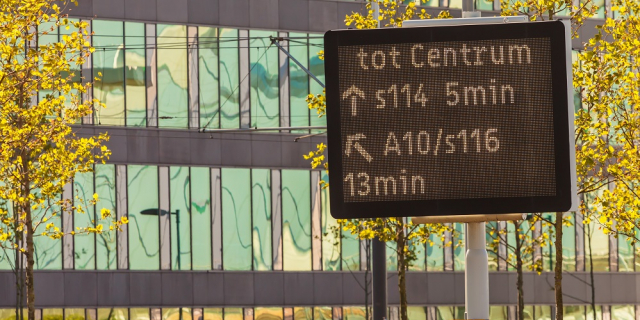 tot Centrum
↑ s114 5min
↖ A10/s116
13min